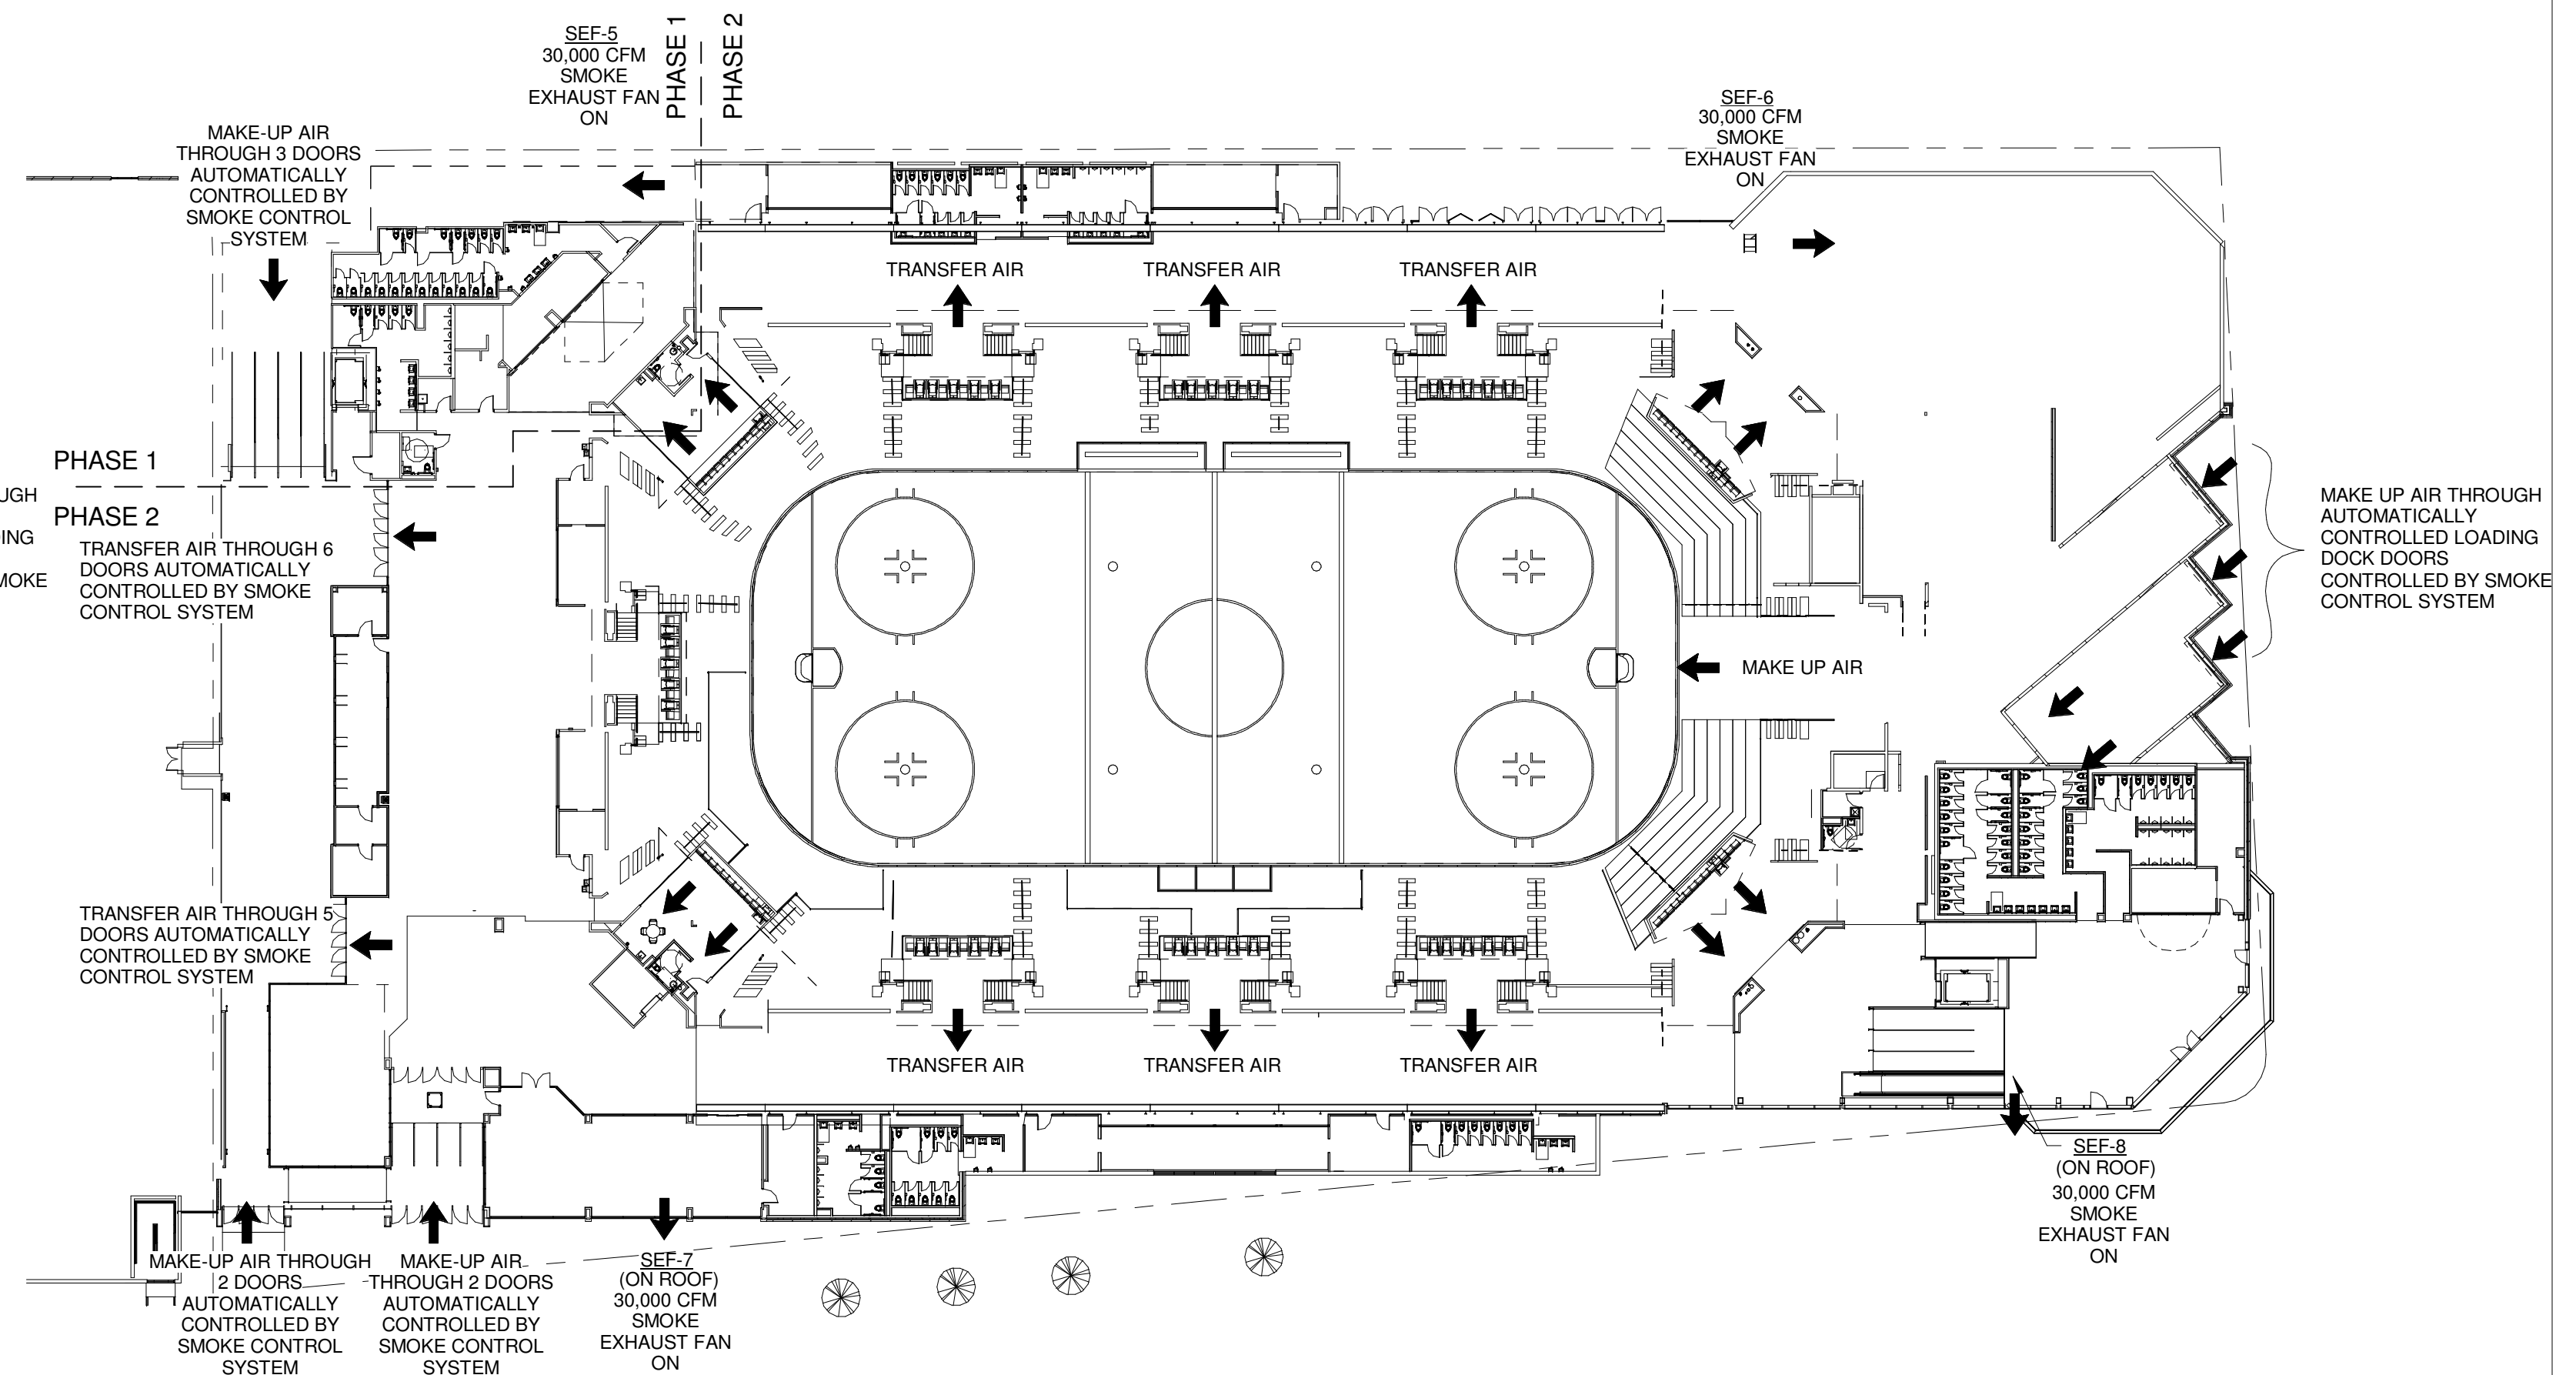 SEF-5
30,000 CFM
SMOKE
EXHAUST FAN
ON
PHASE 1
PHASE 2
SEF-6
30,000 CFM
SMOKE
EXHAUST FAN
ON
MAKE-UP AIR
THROUGH 3 DOORS
AUTOMATICALLY
CONTROLLED BY
SMOKE CONTROL
SYSTEM
TRANSFER AIR
TRANSFER AIR
TRANSFER AIR
PHASE 1
UGH
PHASE 2
ING
MOKE
TRANSFER AIR THROUGH 6
DOORS AUTOMATICALLY
CONTROLLED BY SMOKE
CONTROL SYSTEM
MAKE UP AIR THROUGH
AUTOMATICALLY
CONTROLLED LOADING
DOCK DOORS
CONTROLLED BY SMOKE
CONTROL SYSTEM
MAKE UP AIR
TRANSFER AIR THROUGH 5
DOORS AUTOMATICALLY
CONTROLLED BY SMOKE
CONTROL SYSTEM
TRANSFER AIR
TRANSFER AIR
TRANSFER AIR
SEF-8
(ON ROOF)
30,000 CFM
SMOKE
EXHAUST FAN
ON
MAKE-UP AIR THROUGH
2 DOORS
AUTOMATICALLY
CONTROLLED BY
SMOKE CONTROL
SYSTEM
MAKE-UP AIR
THROUGH 2 DOORS
AUTOMATICALLY
CONTROLLED BY
SMOKE CONTROL
SYSTEM
SEF-7
(ON ROOF)
30,000 CFM
SMOKE
EXHAUST FAN
ON